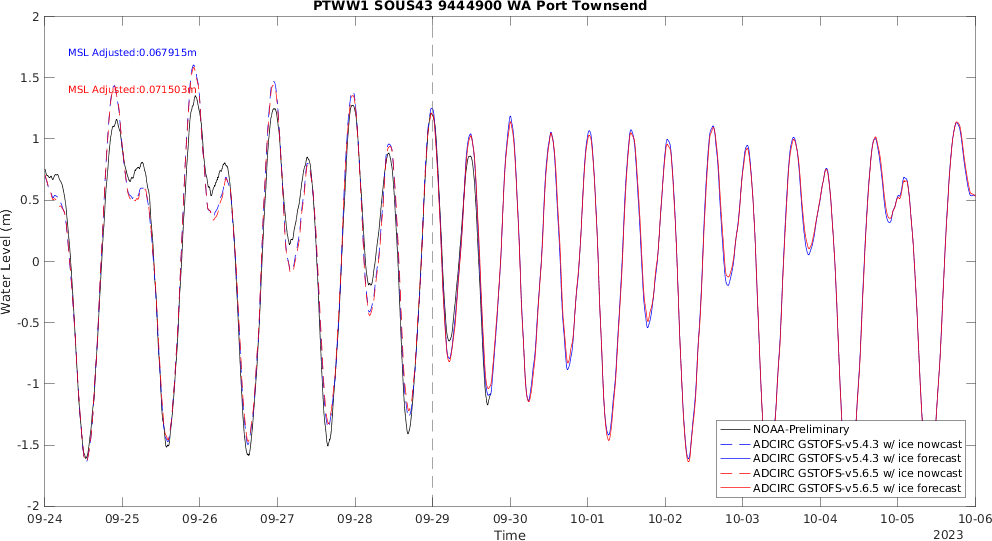 PTWW1 SOUS43 9444900 WA Port Townsend
2
1.5
1
0.5
0
-0.5
-1
-1.5
-2
Water Level (m)
MSL Adjusted:0.067915m
MSL Adjusted:0.071503m
NOAA-Preliminary
ADCIRC GSTOFS-v5.4.3 w/ ice nowcast
ADCIRC GSTOFS-v5.4.3 w/ ice forecast
ADCIRC GSTOFS-v5.6.5 w/ ice nowcast
ADCIRC GSTOFS-v5.6.5 w/ ice forecast
09-24 09-25 09-26 09-27 09-28 09-29 09-30 10-01 10-02 10-03 10-04 10-05 10-06
Time
2023